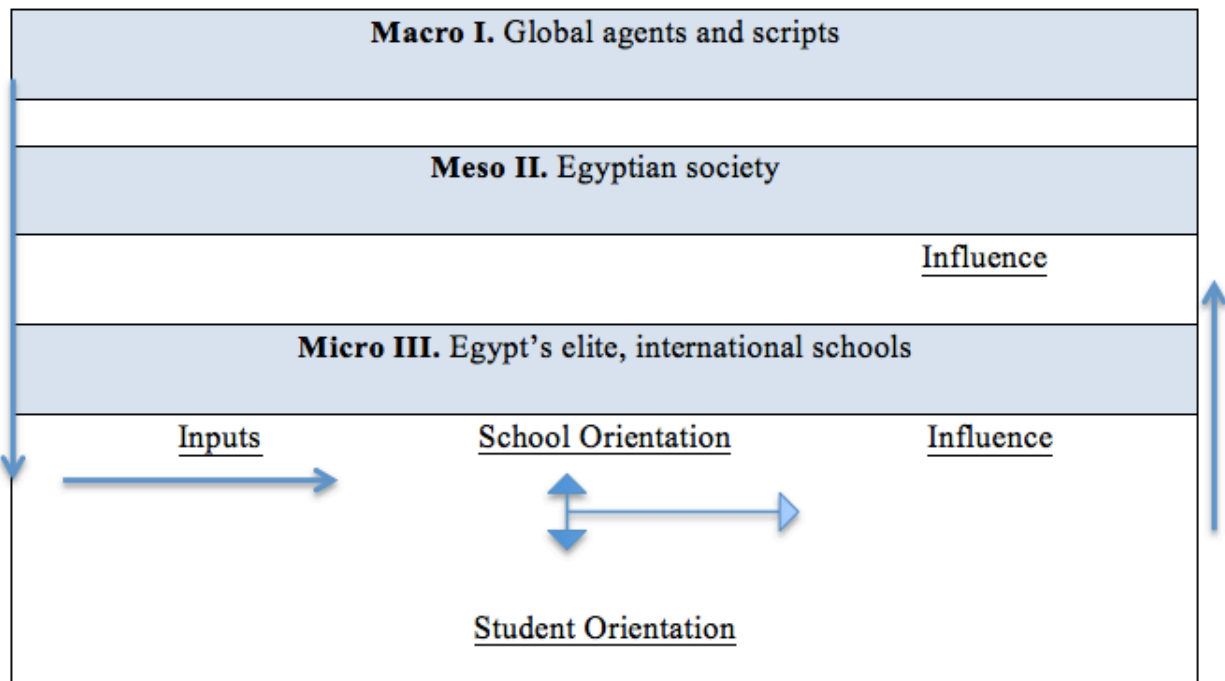 Macro I. Global agents and scripts
Meso II. Egyptian society
Influence
Micro III. Egypt's elite, international schools
Inputs School Orientation Influence
Student Orientation